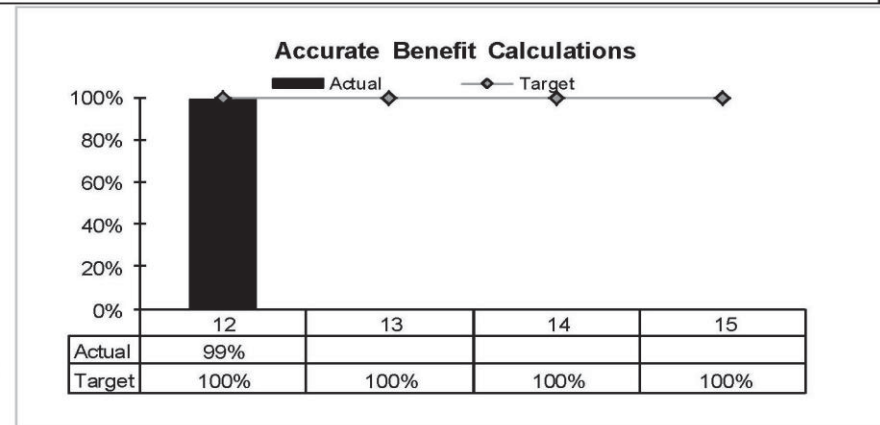 Accurate Benefit Calculations
Actual Target
100%
80%
60%
40%
20%
0%
12 13 14 15
Actual 99%
Target 100% 100% 100% 100%